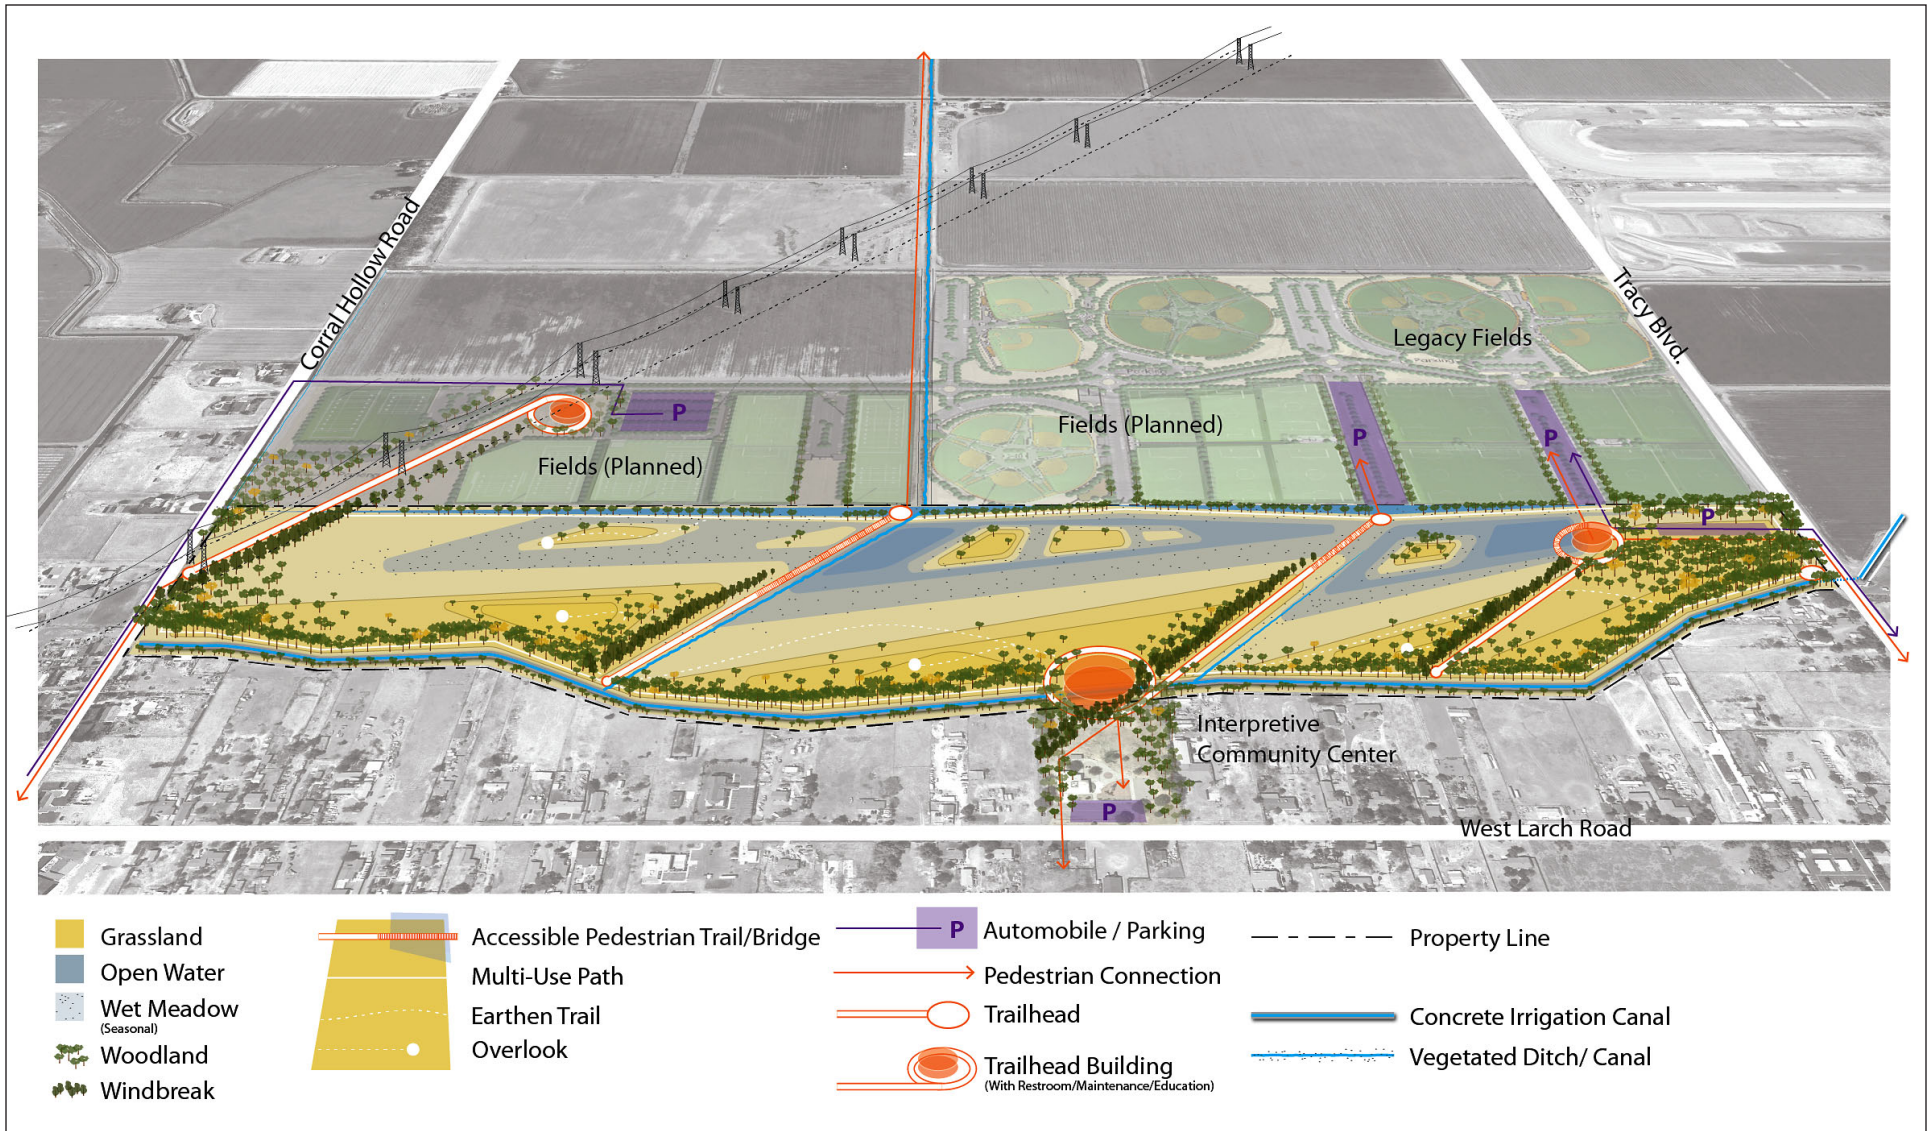 Corral Hollow Road
Tracy Blvd.
Legacy Fields
P
Fields (Planned)
P
P
Fields (Planned)
P
Interpretive
Community Center
P
West Larch Road
Grassland
Open Water
Wet Meadow
(Seasonal)
Woodland
Windbreak
Accessible Pedestrian Trail/Bridge
Multi-Use Path
Earthen Trail
Overlook
P
Automobile / Parking
Pedestrian Connection
Trailhead
Trailhead Building
(With Restroom/Maintenance/Education)
Property Line
Concrete Irrigation Canal
Vegetated Ditch/ Canal